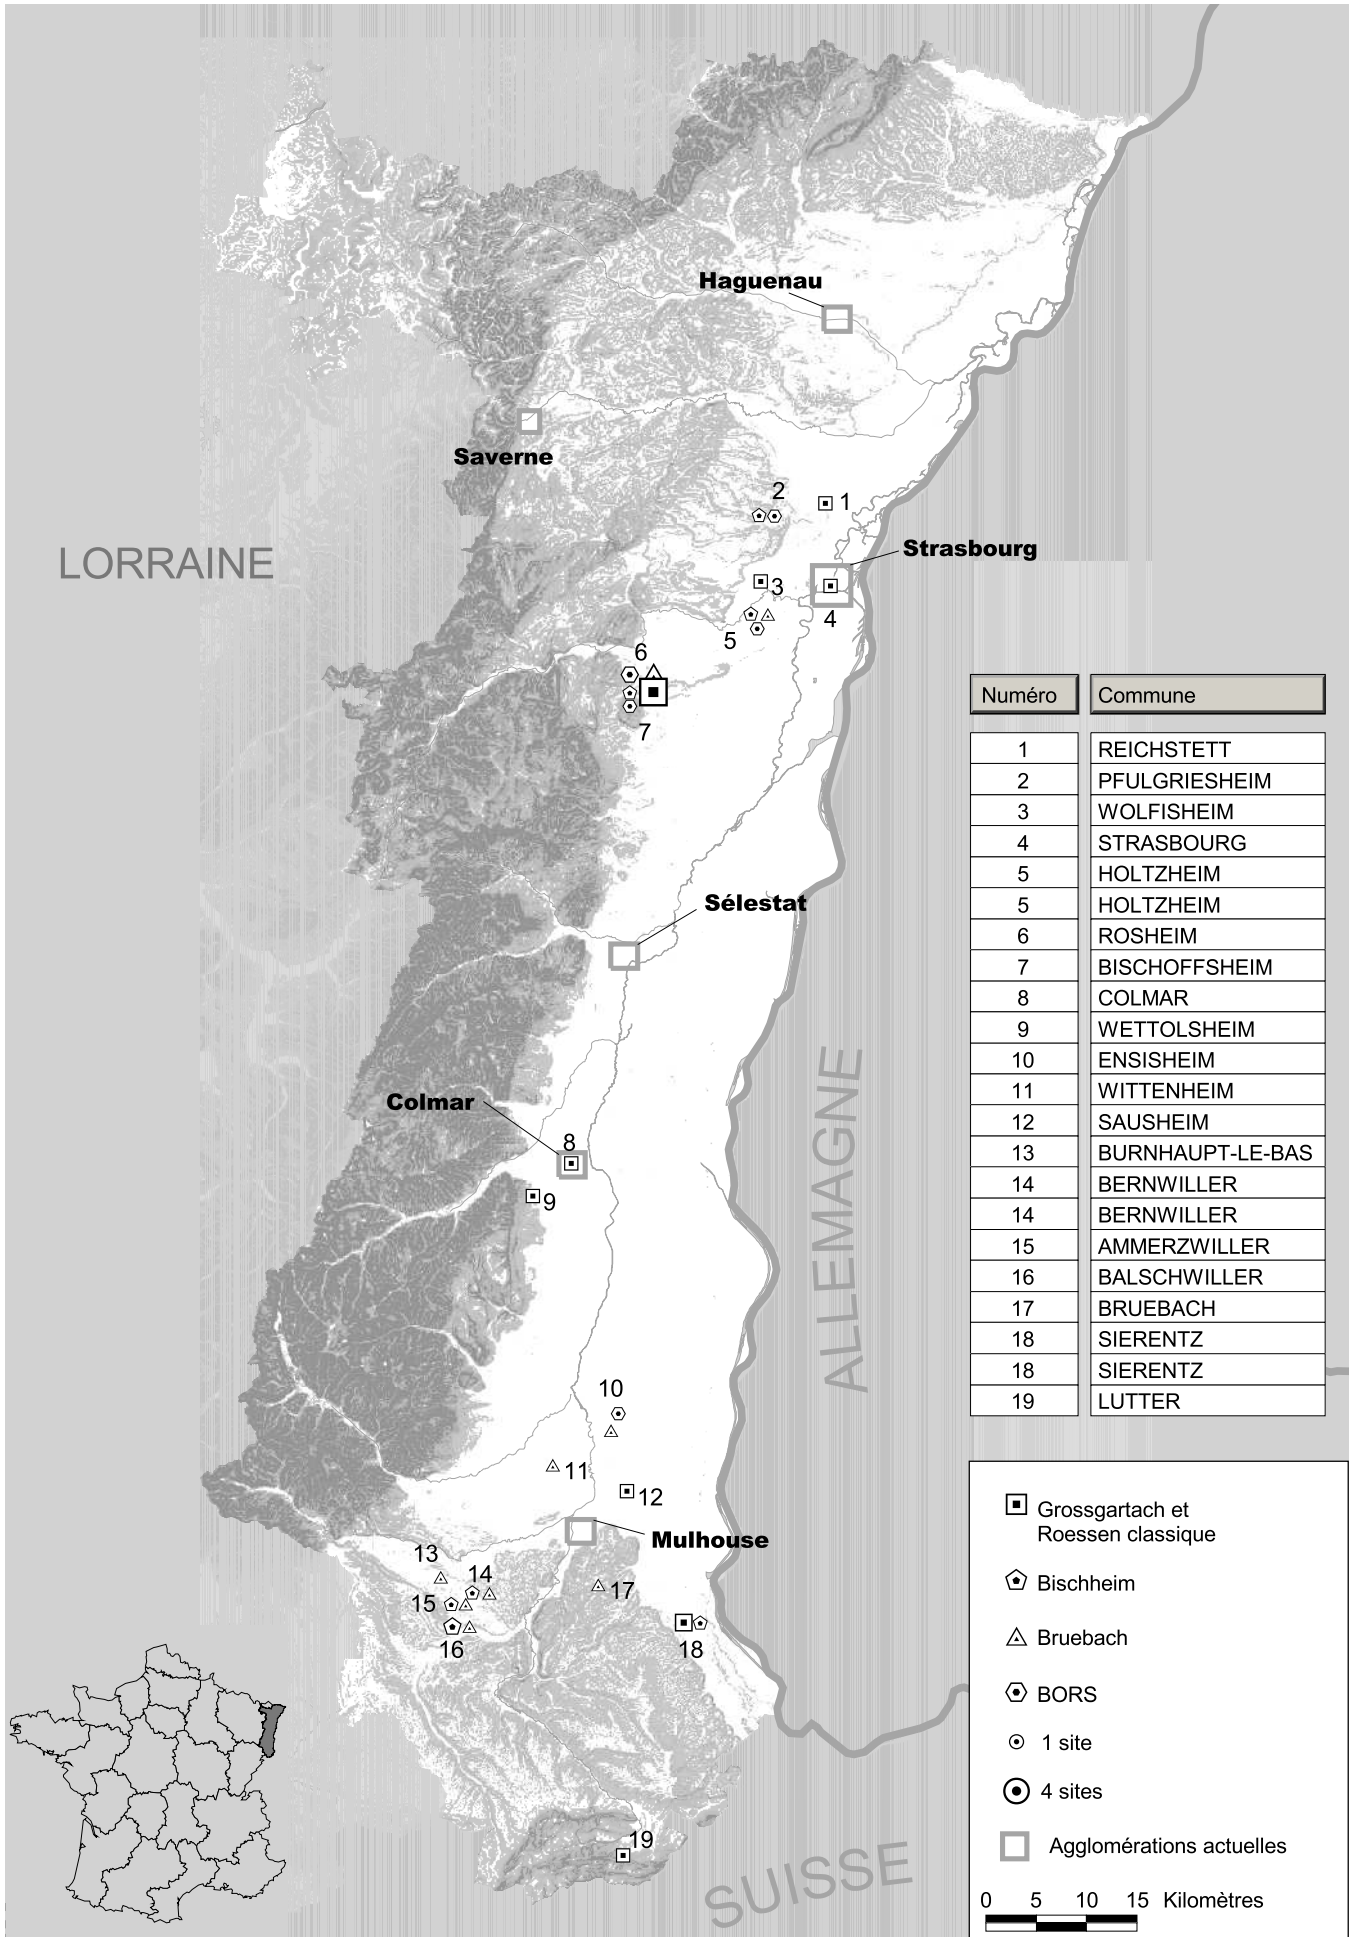 Haguenau
Saverne
2
1
LORRAINE
Strasbourg
3
4
5
6
7
Numéro Commune
1 REICHSTETT
2 PFULGRIESHEIM
3 WOLFISHEIM
4 STRASBOURG
5 HOLTZHEIM
5 HOLTZHEIM
6 ROSHEIM
7 BISCHOFFSHEIM
8 COLMAR
9 WETTOLSHEIM
10 ENSISHEIM
11 WITTENHEIM
12 SAUSHEIM
13 BURNHAUPT-LE-BAS
14 BERNWILLER
14 BERNWILLER
15 AMMERZWILLER
16 BALSCHWILLER
17 BRUEBACH
18 SIERENTZ
18 SIERENTZ
19 LUTTER
Sélestat
ALLEMAGNE
Colmar
8
9
10
11
12
Mulhouse
13
14
15
16
17
18
19
SUISSE
Grossgartach et
Roessen classique
Bischheim
Bruebach
BORS
1 site
4 sites
Agglomérations actuelles
0 5 10 15 Kilomètres